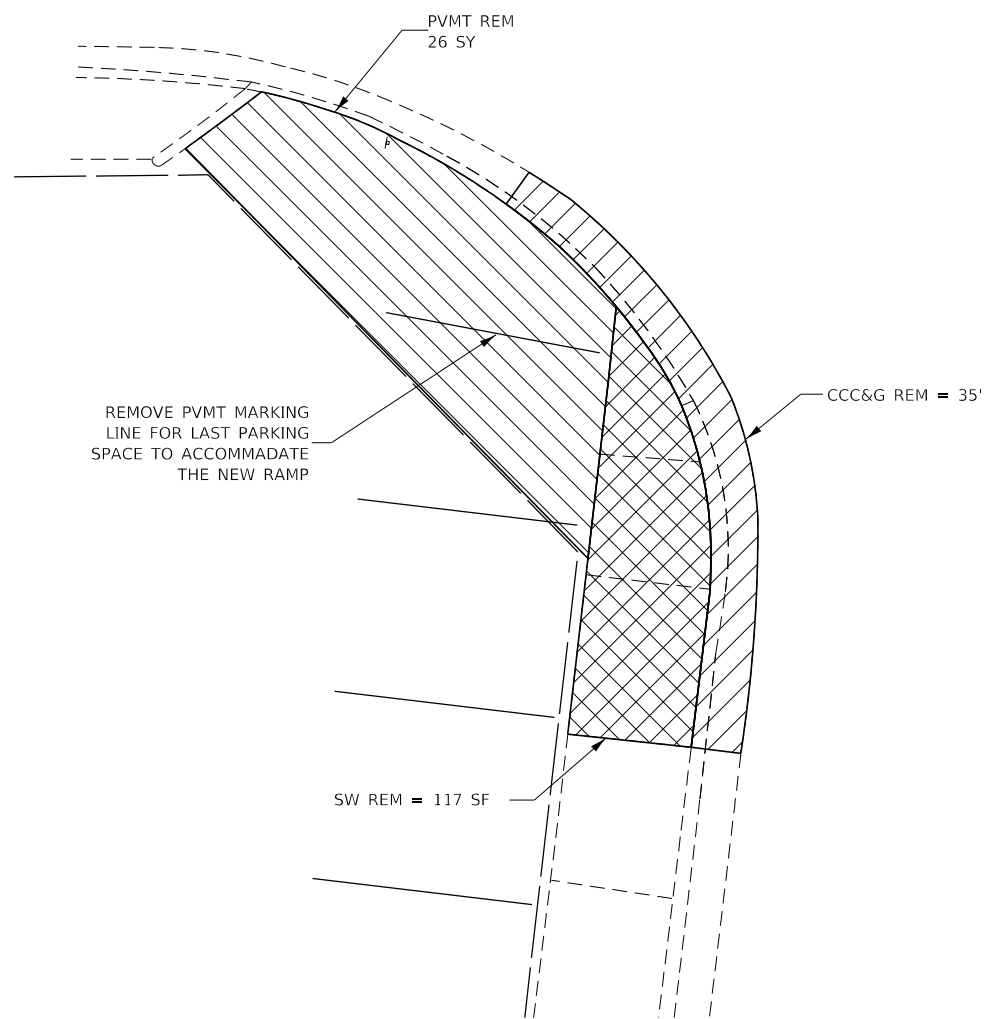 PVMT REM
26 SY
CCC&G REM = 35'
REMOVE PVMT MARKING
LINE FOR LAST PARKING
SPACE TO ACCOMMADATE
THE NEW RAMP
SW REM = 117 SF